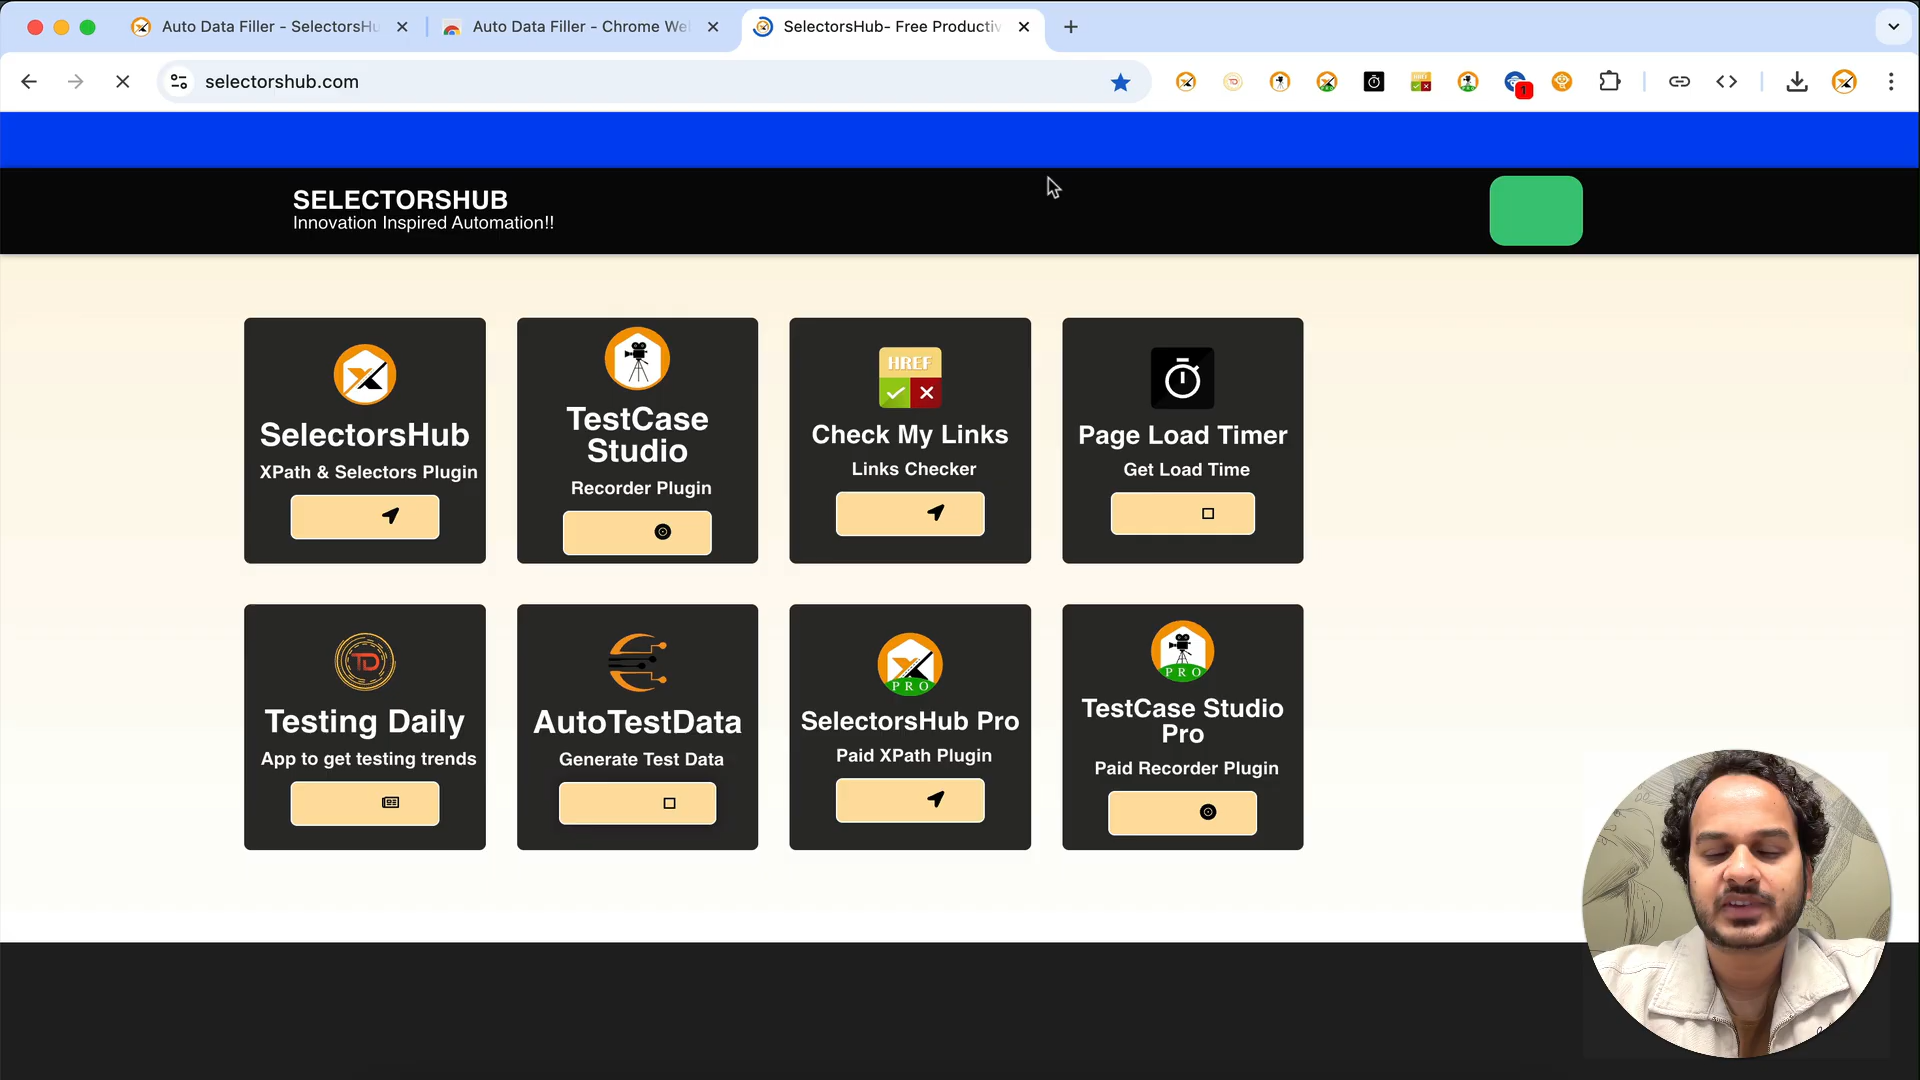 Auto Data Filler - SelectorsHu
Auto Data Filler - Chrome We
SelectorsHub- Free Productiv
selectorshub.com
1
SELECTORSHUB
Innovation Inspired Automation!!
SelectorsHub
XPath & Selectors Plugin
TestCase
Studio
Recorder Plugin
HREF
Check My Links
Links Checker
Page Load Timer
Get Load Time
TD
Testing Daily
App to get testing trends
AutoTestData
Generate Test Data
PRO
SelectorsHub Pro
Paid XPath Plugin
PRO
TestCase Studio
Pro
Paid Recorder Plugin